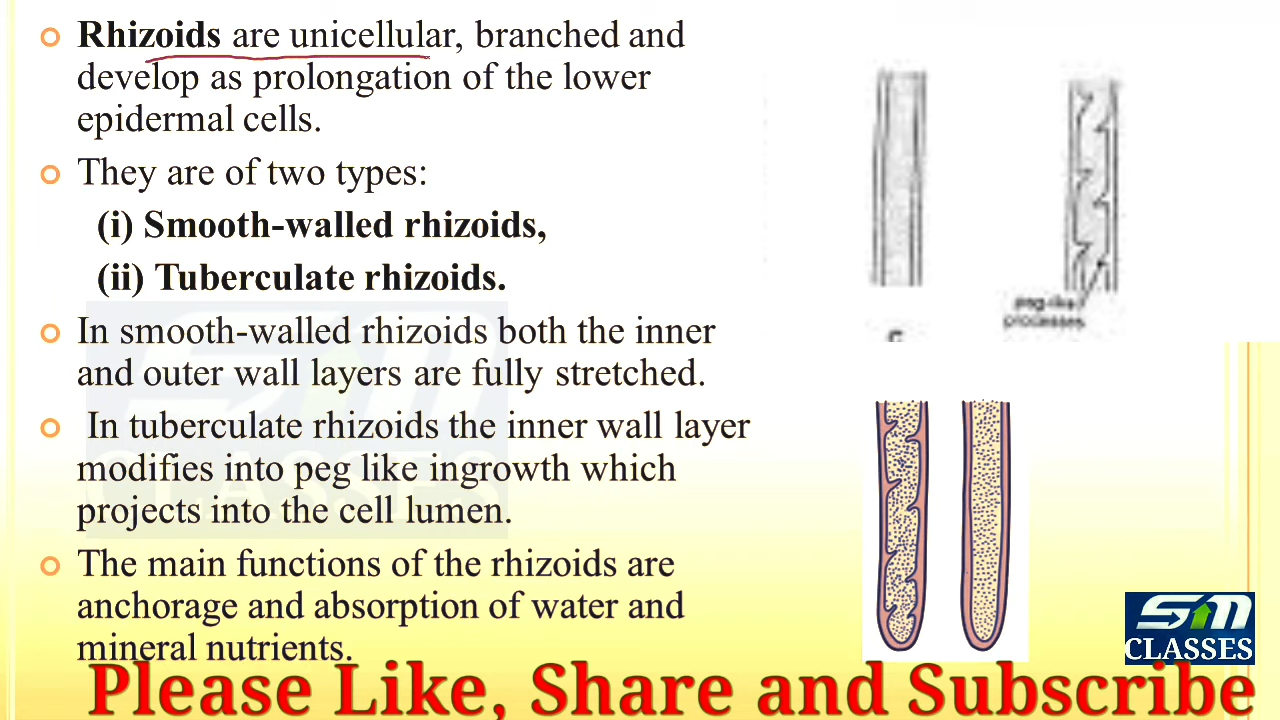 Rhizoids are unicellular, branched and
develop as prolongation of the lower
epidermal cells.
They are of two types:
(i) Smooth-walled rhizoids,
(ii) Tuberculate rhizoids.
In smooth-walled rhizoids both the inner
and outer wall layers are fully stretched.
In tuberculate rhizoids the inner wall layer
modifies into peg like ingrowth which
projects into the cell lumen.
The main functions of the rhizoids are
anchorage and absorption of water and
mineral nutrients.
peg-like
processes
SM
CLASSES
Please Like, Share and Subscribe